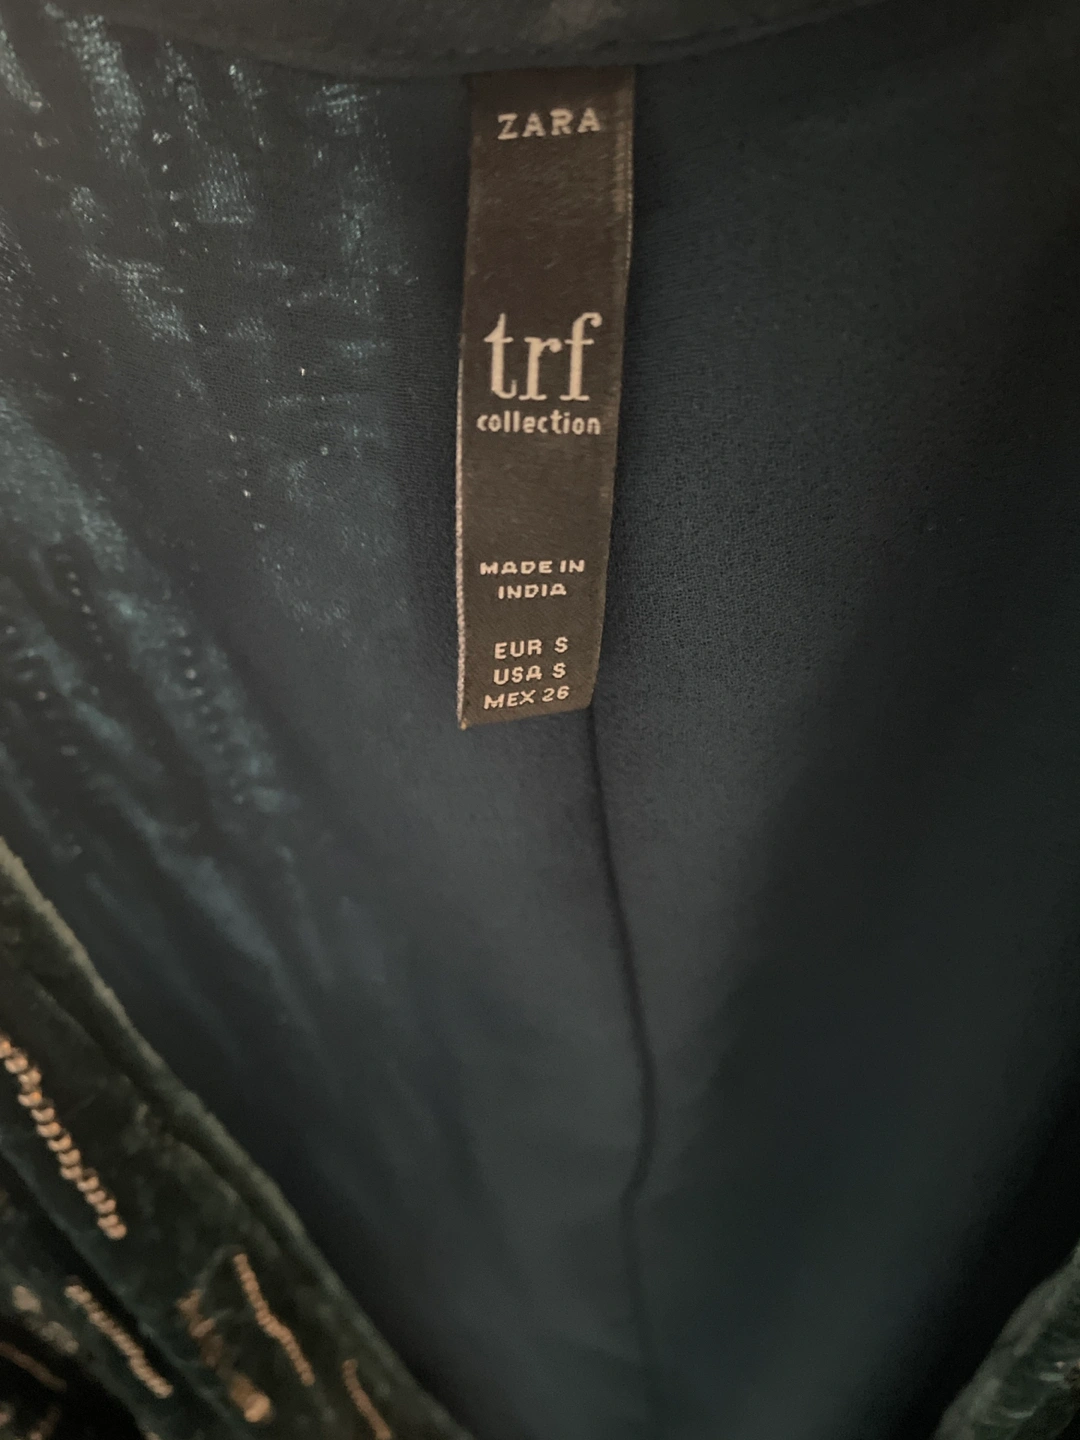 ZARA
trf
collection
MADE IN
INDIA
EUR S
USA S
MEX 26